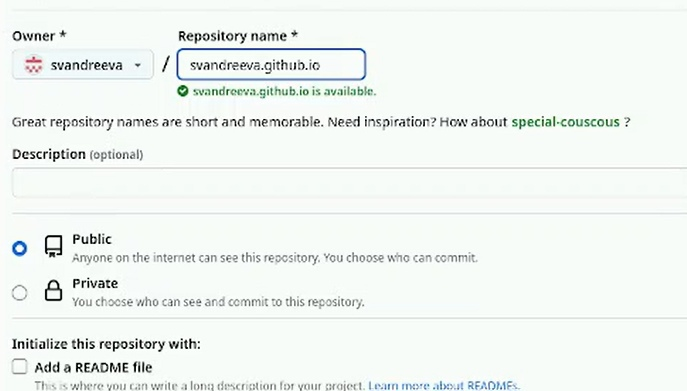 Owner * Repository name *
svandreeva / svandreeva.github.io
svandreeva.github.io is available.
Great repository names are short and memorable. Need inspiration? How about special-couscous ?
Description (optional)
Public
Anyone on the internet can see this repository. You choose who can commit.
Private
You choose who can see and commit to this repository.
Initialize this repository with:
Add a README file
This is where you can write a long description for your project. Learn more about READMEs.